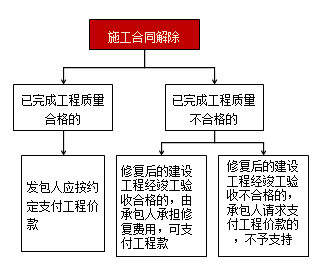 施工合同解除
已完成工程质量
合格的
已完成工程质量
不合格的
发包人应按约
定支付工程价
款
修复后的建设
工程经竣工验
收合格的，由
承包人承担修
复费用，可支
付工程款
修复后的建设
工程经竣工验
收不合格的，
承包人请求支
付工程价款的
，不予支持